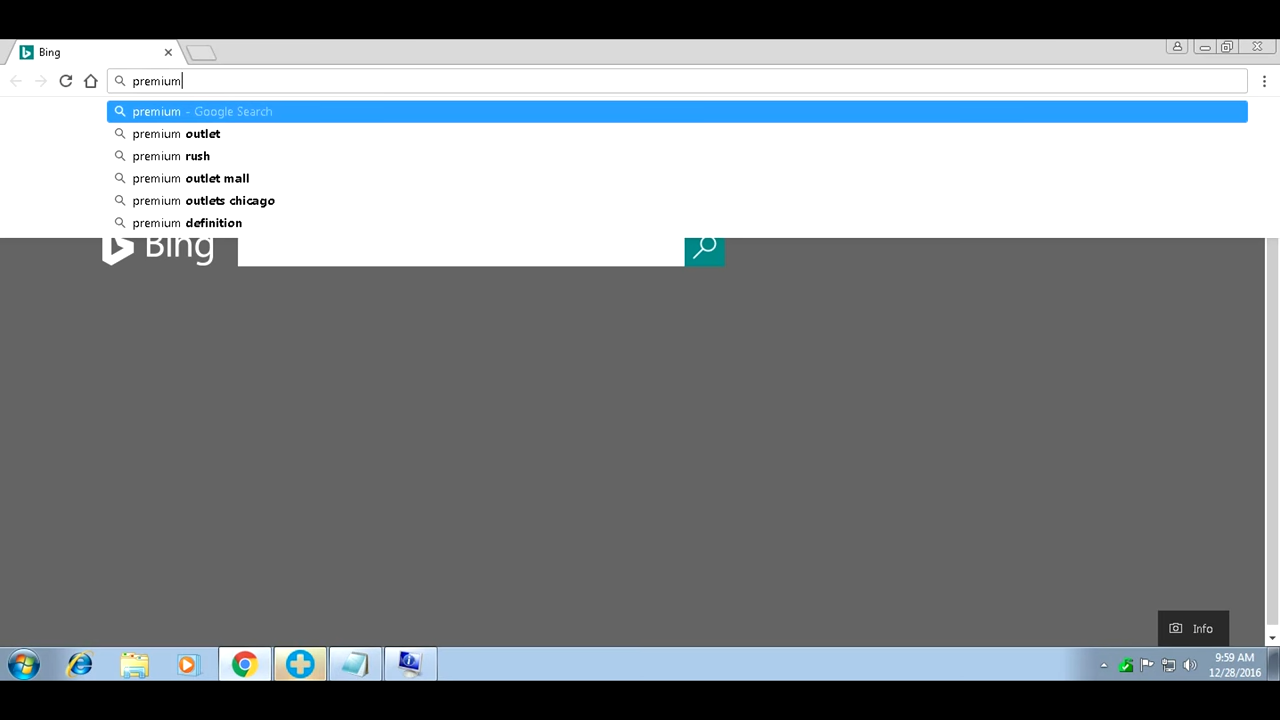 Bing
premium
premium - Google Search
premium outlet
premium rush
premium outlet mall
premium outlets chicago
premium definition
Bing
Info
9:59 AM
12/28/2016